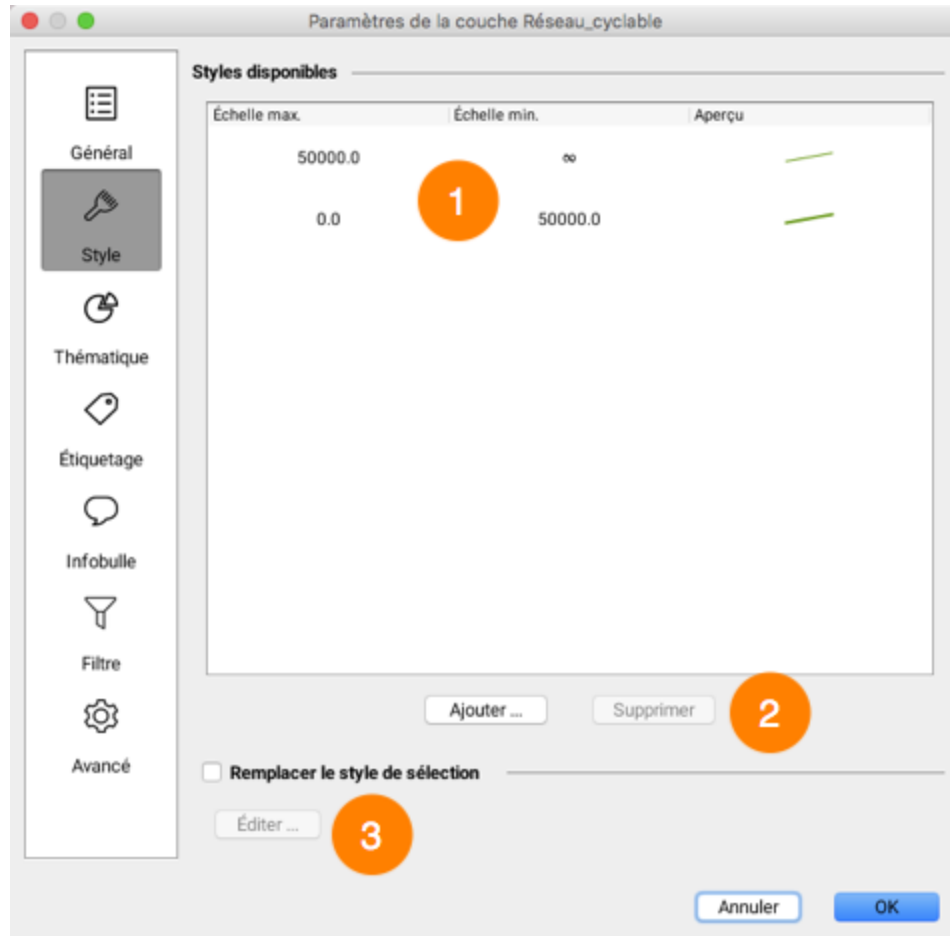 Paramètres de la couche Réseau_cyclable
Général
Style
Thématique
Étiquetage
Infobulle
Filtre
Avancé
Styles disponibles
Échelle max. Échelle min. Aperçu
50000.0 ∞
0.0 50000.0
1
Ajouter ... Supprimer
2
Remplacer le style de sélection
Éditer ...
3
Annuler OK